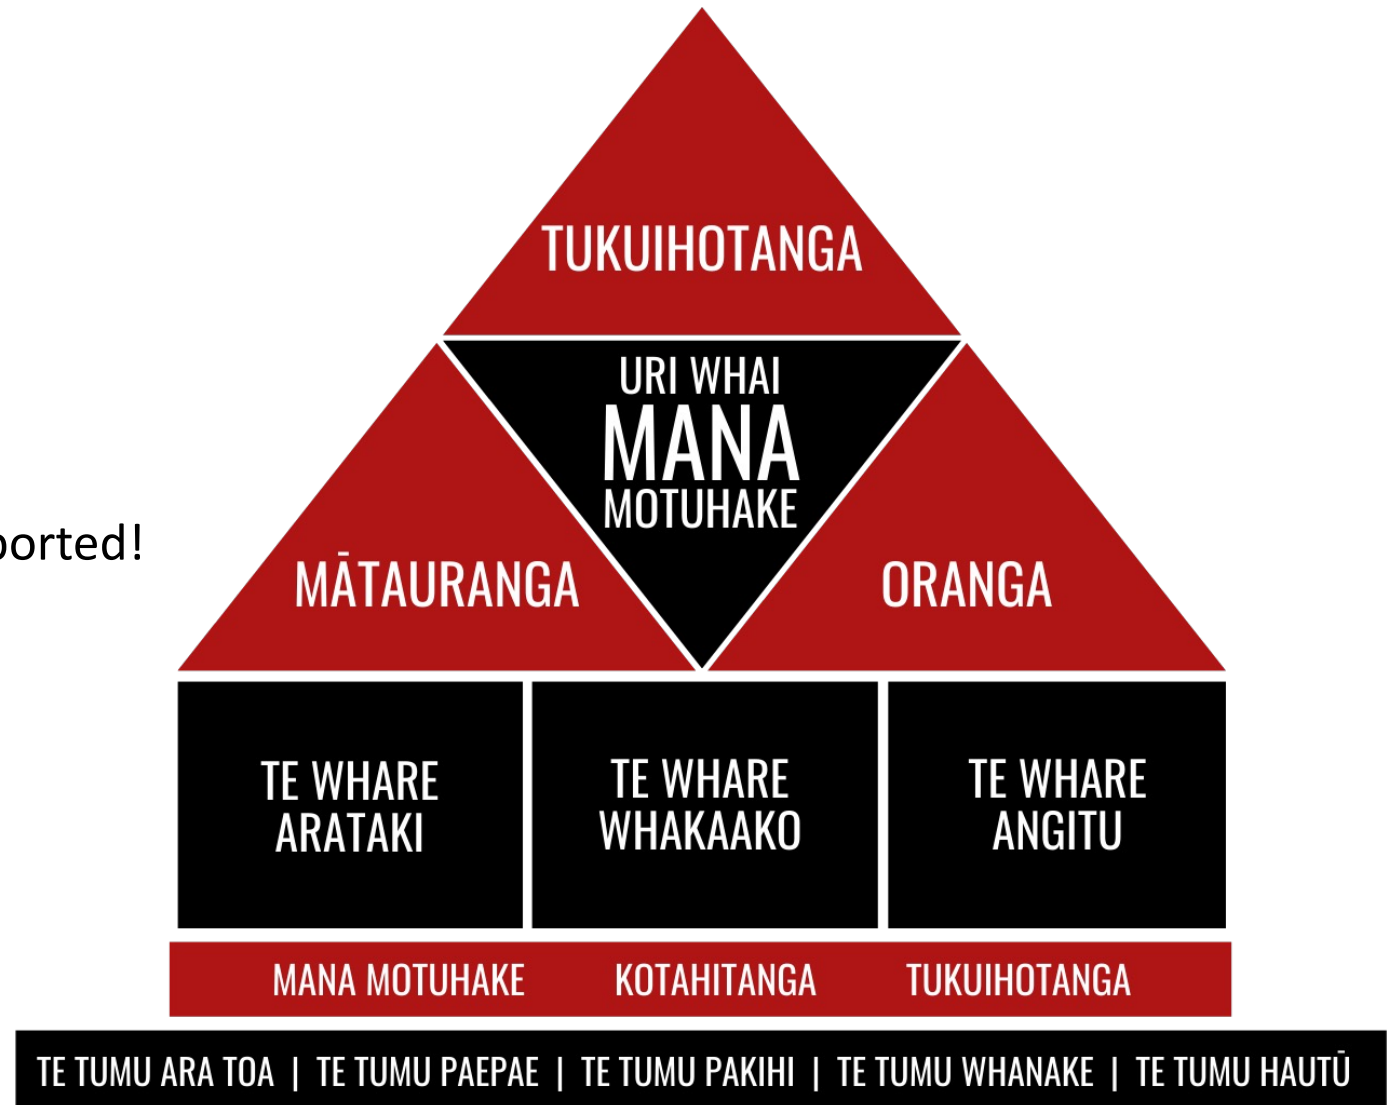 TUKUIHOTANGA
URI WHAI
MANA
MOTUHAKE
ported!
MĀTAURANGA
ORANGA
TE WHARE
ARATAKI
TE WHARE
WHAKAAKO
TE WHARE
ANGITU
MANA MOTUHAKE KOTAHITANGA TUKUIHOTANGA
TE TUMU ARA TOA | TE TUMU PAEPAE | TE TUMU PAKIHI | TE TUMU WHANAKE | TE TUMU HAUTŪ